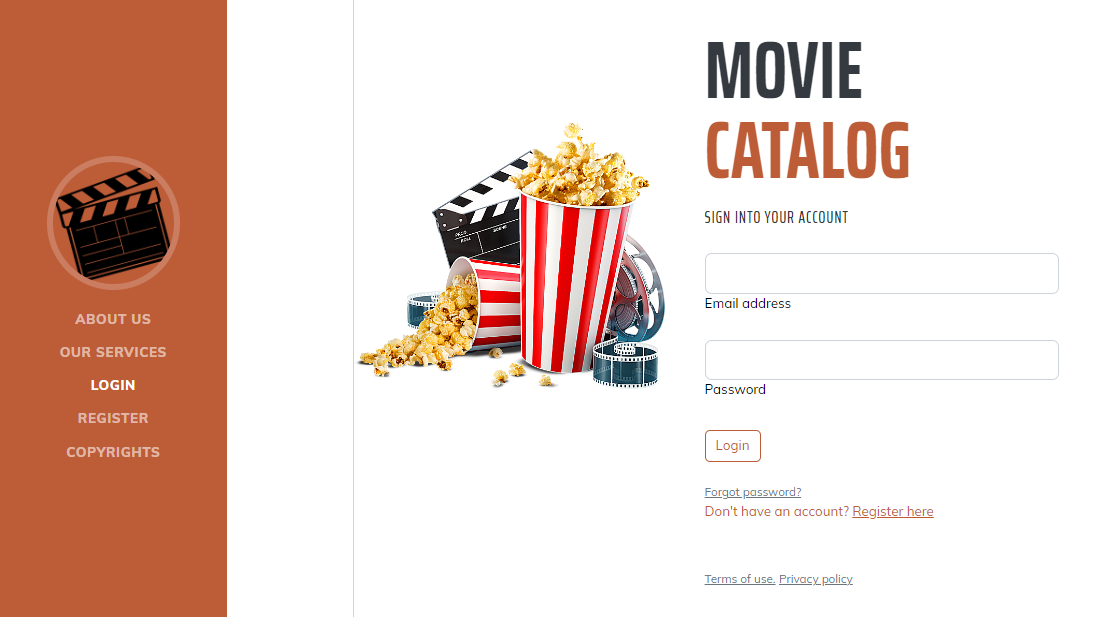 ABOUT US
OUR SERVICES
LOGIN
REGISTER
COPYRIGHTS
MOVIE
CATALOG
SIGN INTO YOUR ACCOUNT
Email address
Password
Login
Forgot password?
Don't have an account? Register here
Terms of use. Privacy policy